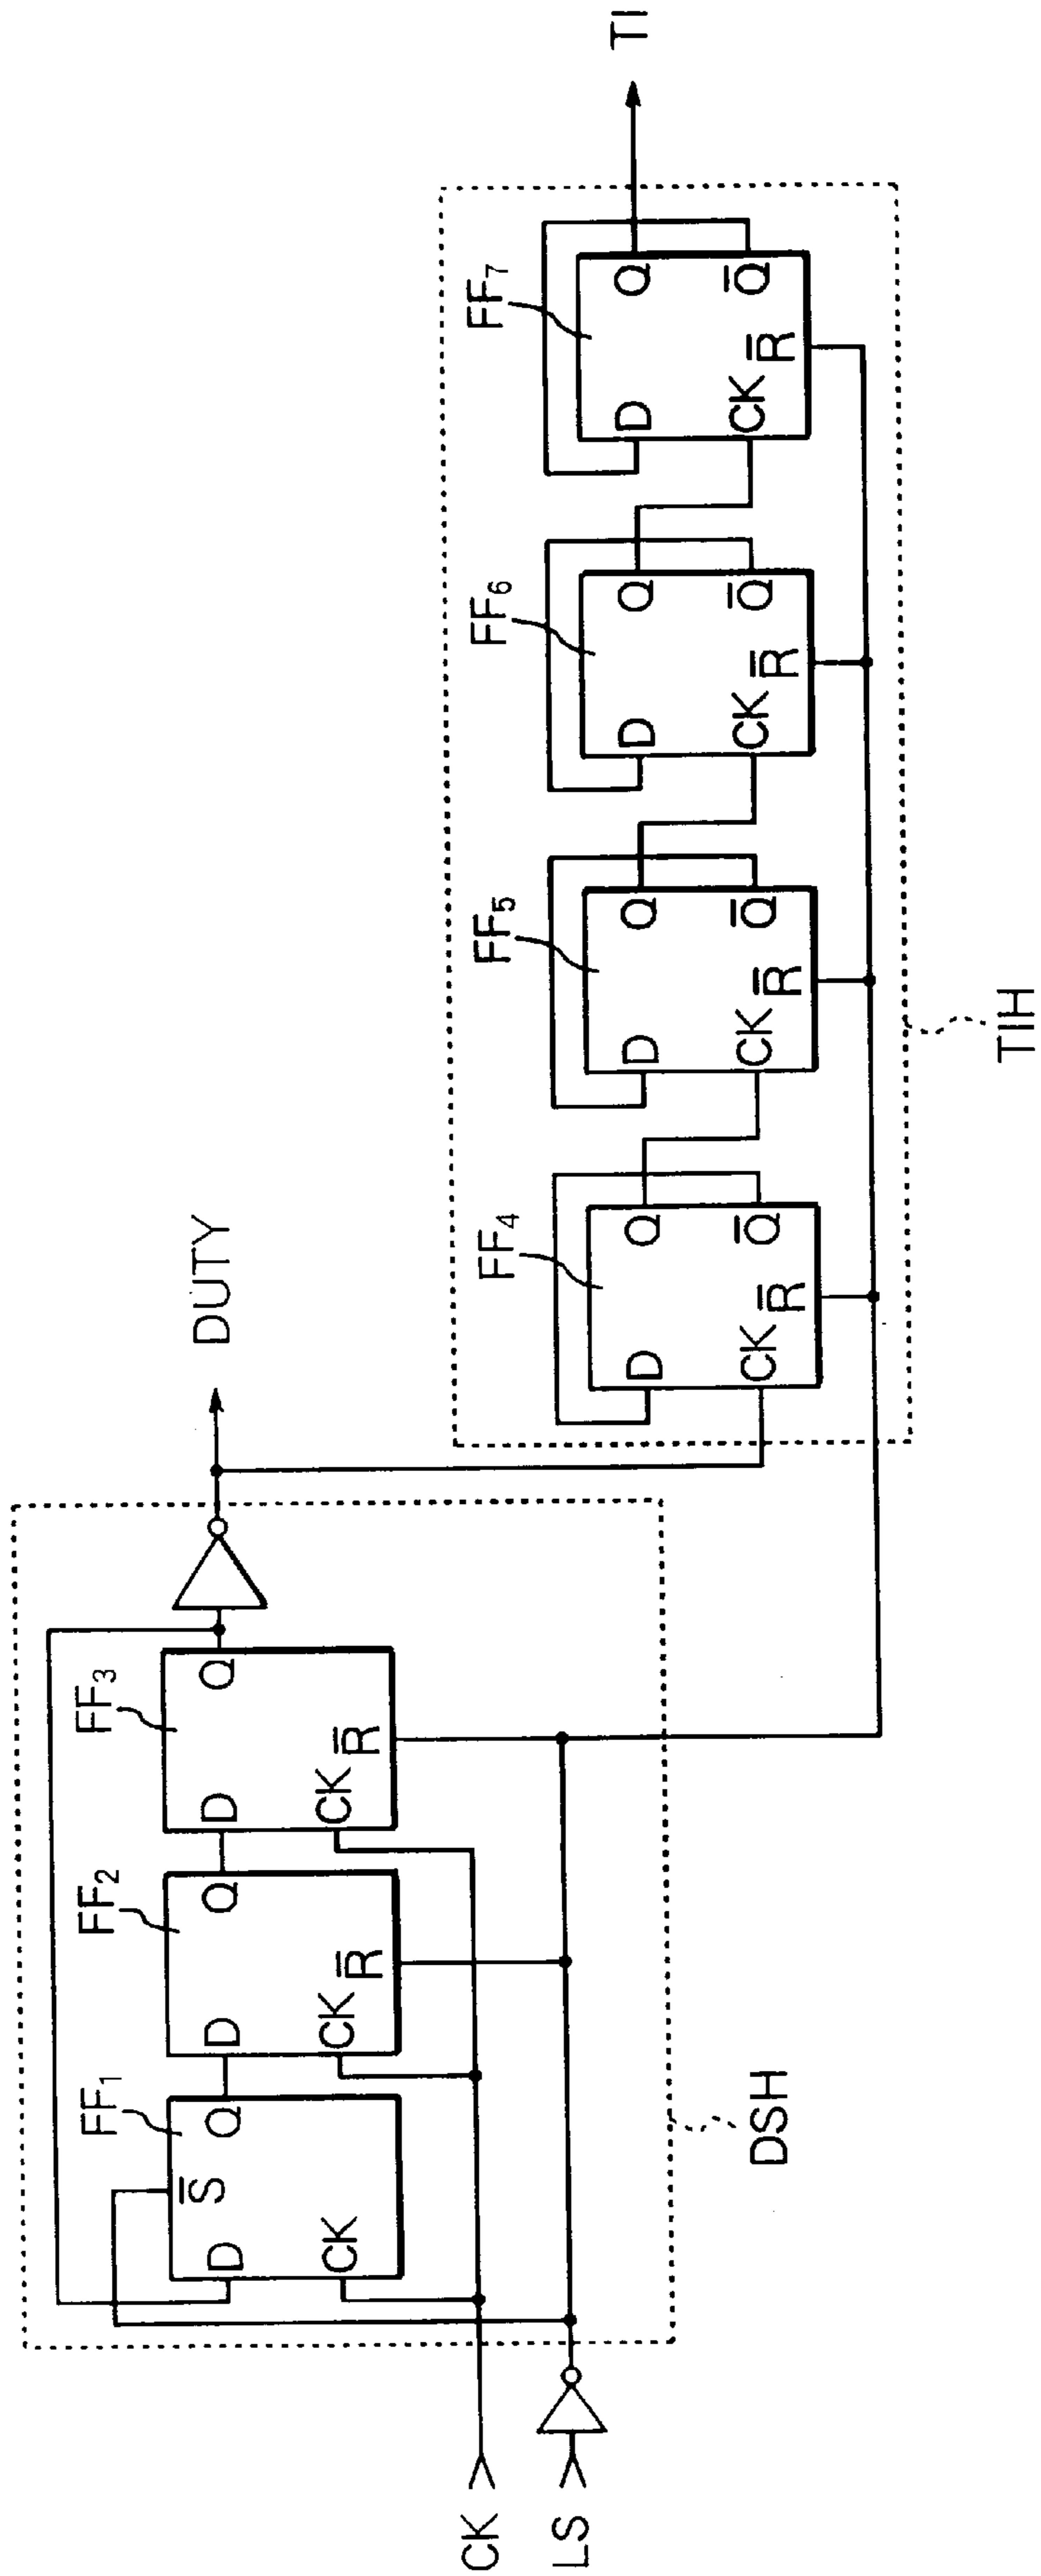 CK
LS
DSH
FF1
D
S̅
Q
CK
FF2
D
Q
CK
R̅
FF3
D
Q
CK
R̅
DUTY
TIH
FF4
D
Q
CK
R̅
Q̅
FF5
D
Q
CK
R̅
Q̅
FF6
D
Q
CK
R̅
Q̅
FF7
D
Q
CK
R̅
Q̅
TI